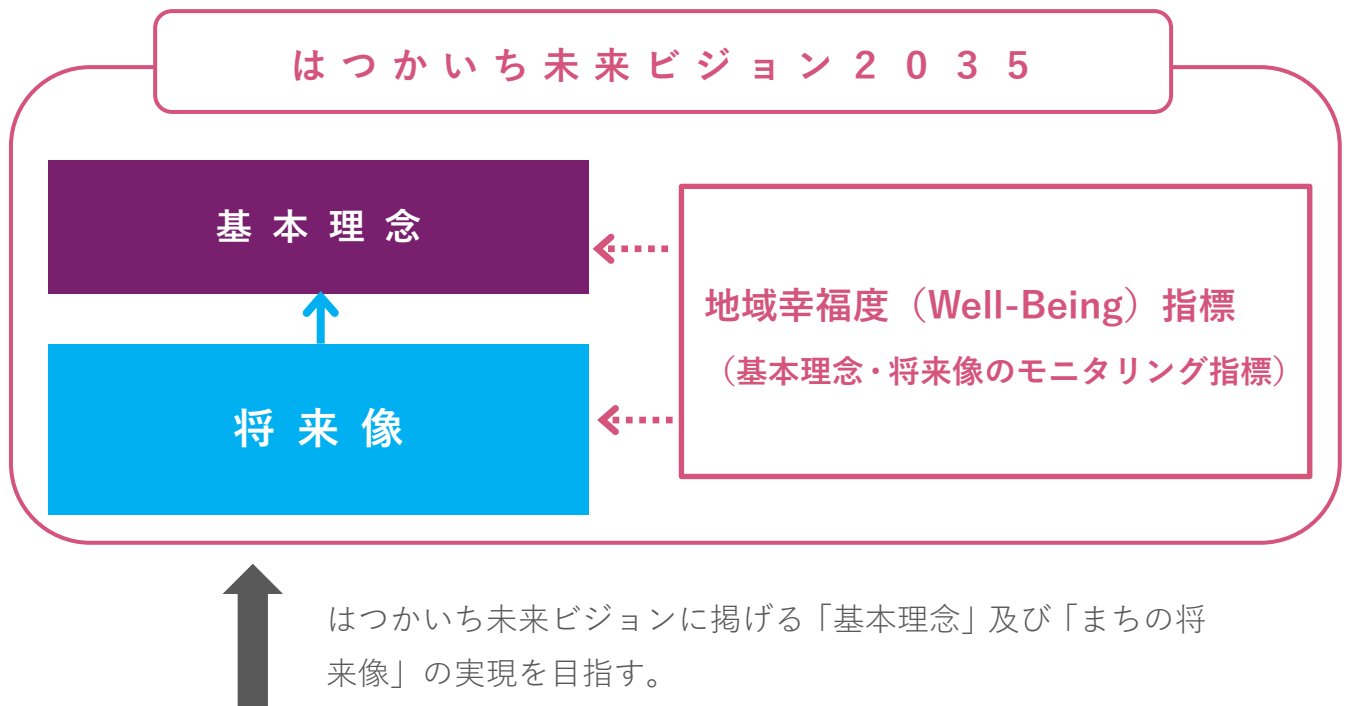 はつかいち未来ビジョン2035
基本理念
地域幸福度（Well-Being）指標
（基本理念・将来像のモニタリング指標）
将来像
はつかいち未来ビジョンに掲げる「基本理念」及び「まちの将
来像」の実現を目指す。